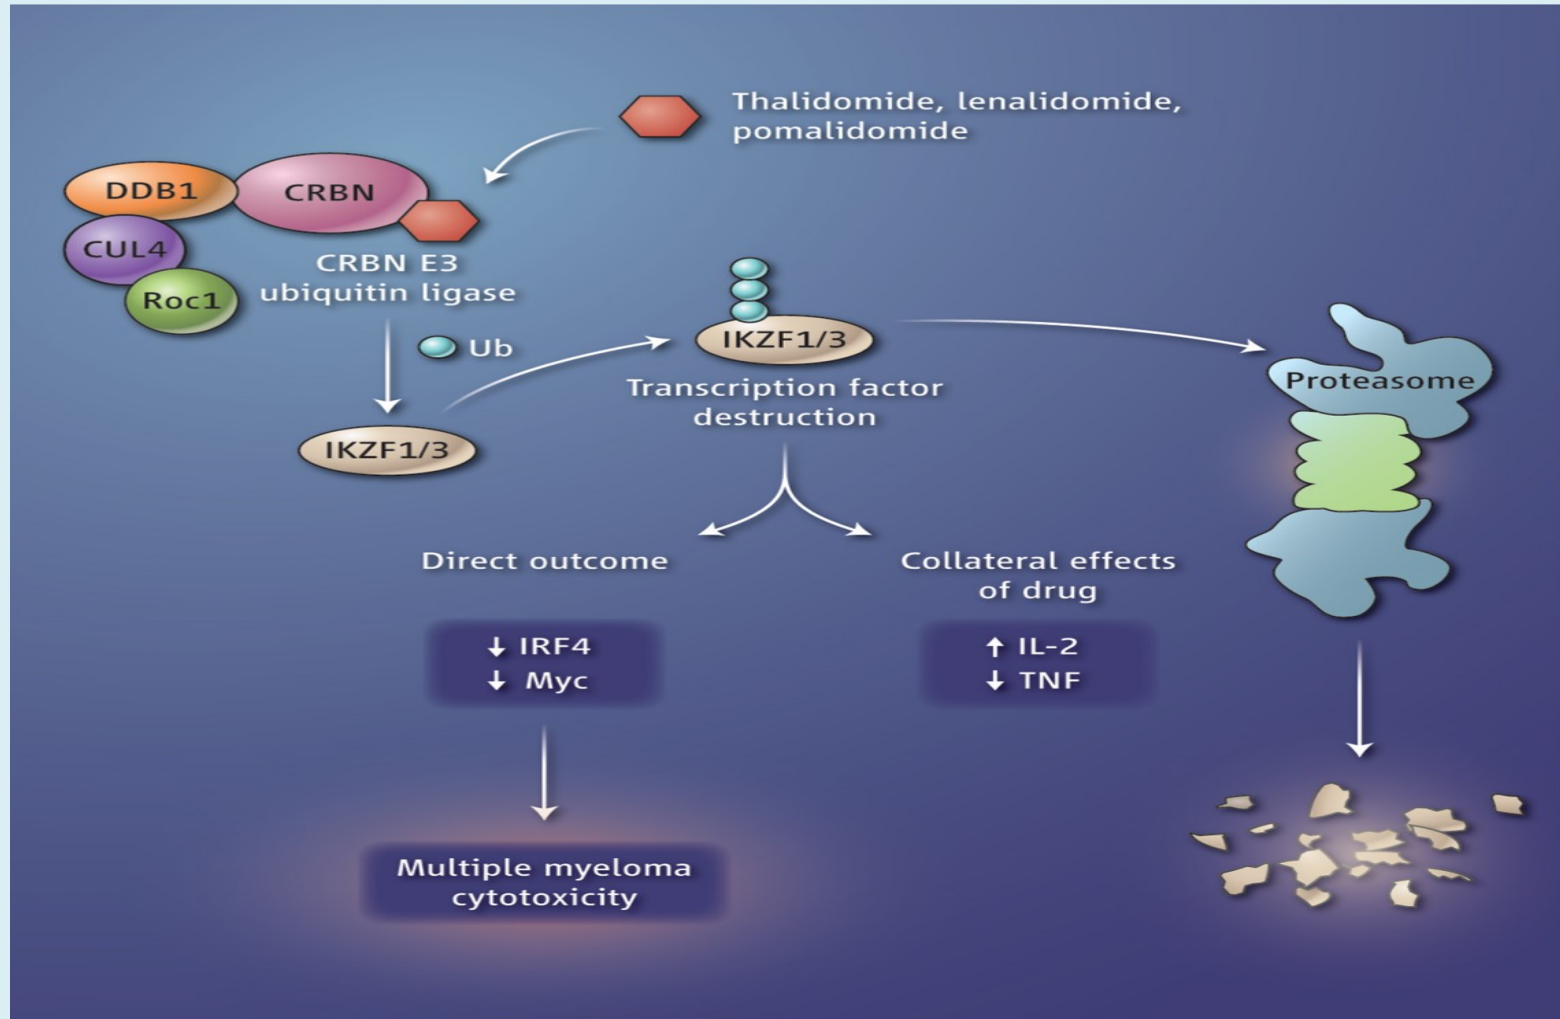 Thalidomide, lenalidomide,
pomalidomide
DDB1
CRBN
CUL4
Roc1
CRBN E3
ubiquitin ligase
Ub
IKZF1/3
IKZF1/3
Transcription factor
destruction
Proteasome
Direct outcome
Collateral effects
of drug
↓ IRF4
↓ Myc
↑ IL-2
↓ TNF
Multiple myeloma
cytotoxicity